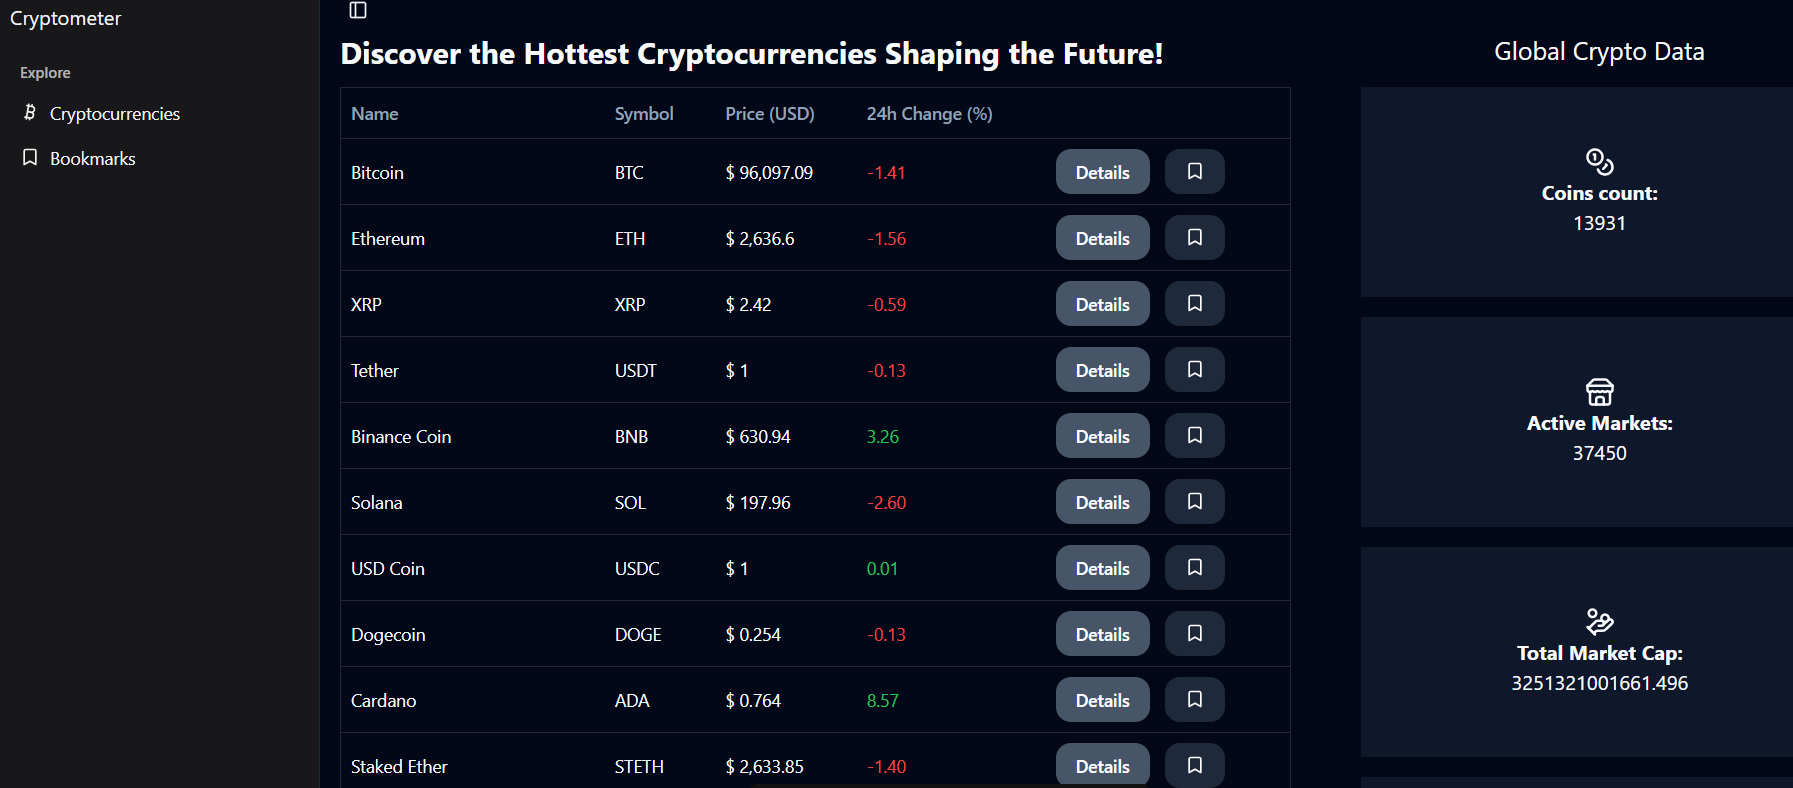 Cryptometer
Explore
Cryptocurrencies
Bookmarks
Discover the Hottest Cryptocurrencies Shaping the Future!
Name Symbol Price (USD) 24h Change (%)
Bitcoin BTC $ 96,097.09 -1.41 Details
Ethereum ETH $ 2,636.6 -1.56 Details
XRP XRP $ 2.42 -0.59 Details
Tether USDT $ 1 -0.13 Details
Binance Coin BNB $ 630.94 3.26 Details
Solana SOL $ 197.96 -2.60 Details
USD Coin USDC $ 1 0.01 Details
Dogecoin DOGE $ 0.254 -0.13 Details
Cardano ADA $ 0.764 8.57 Details
Staked Ether STETH $ 2,633.85 -1.40 Details
Global Crypto Data
Coins count:
13931
Active Markets:
37450
Total Market Cap:
3251321001661.496